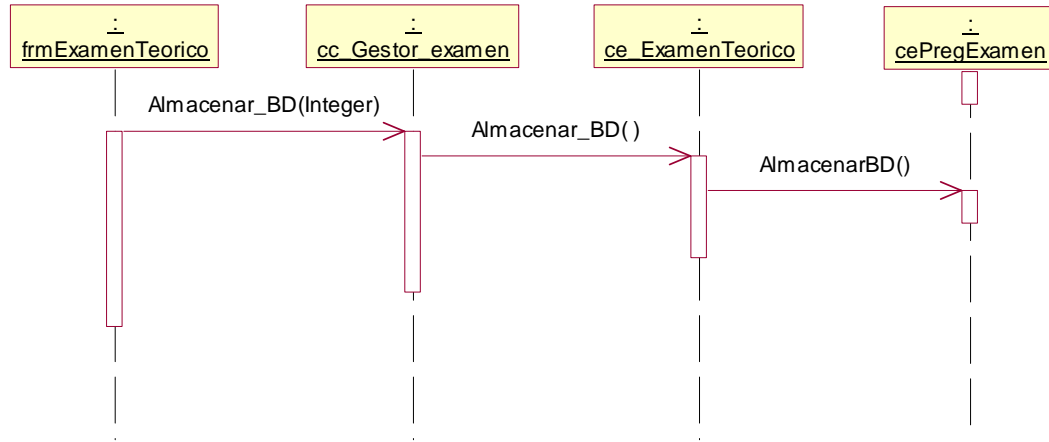 :
frmExamenTeorico
:
cc_Gestor_examen
:
ce_ExamenTeorico
:
cePregExamen
Almacenar_BD(Integer)
Almacenar_BD( )
AlmacenarBD()